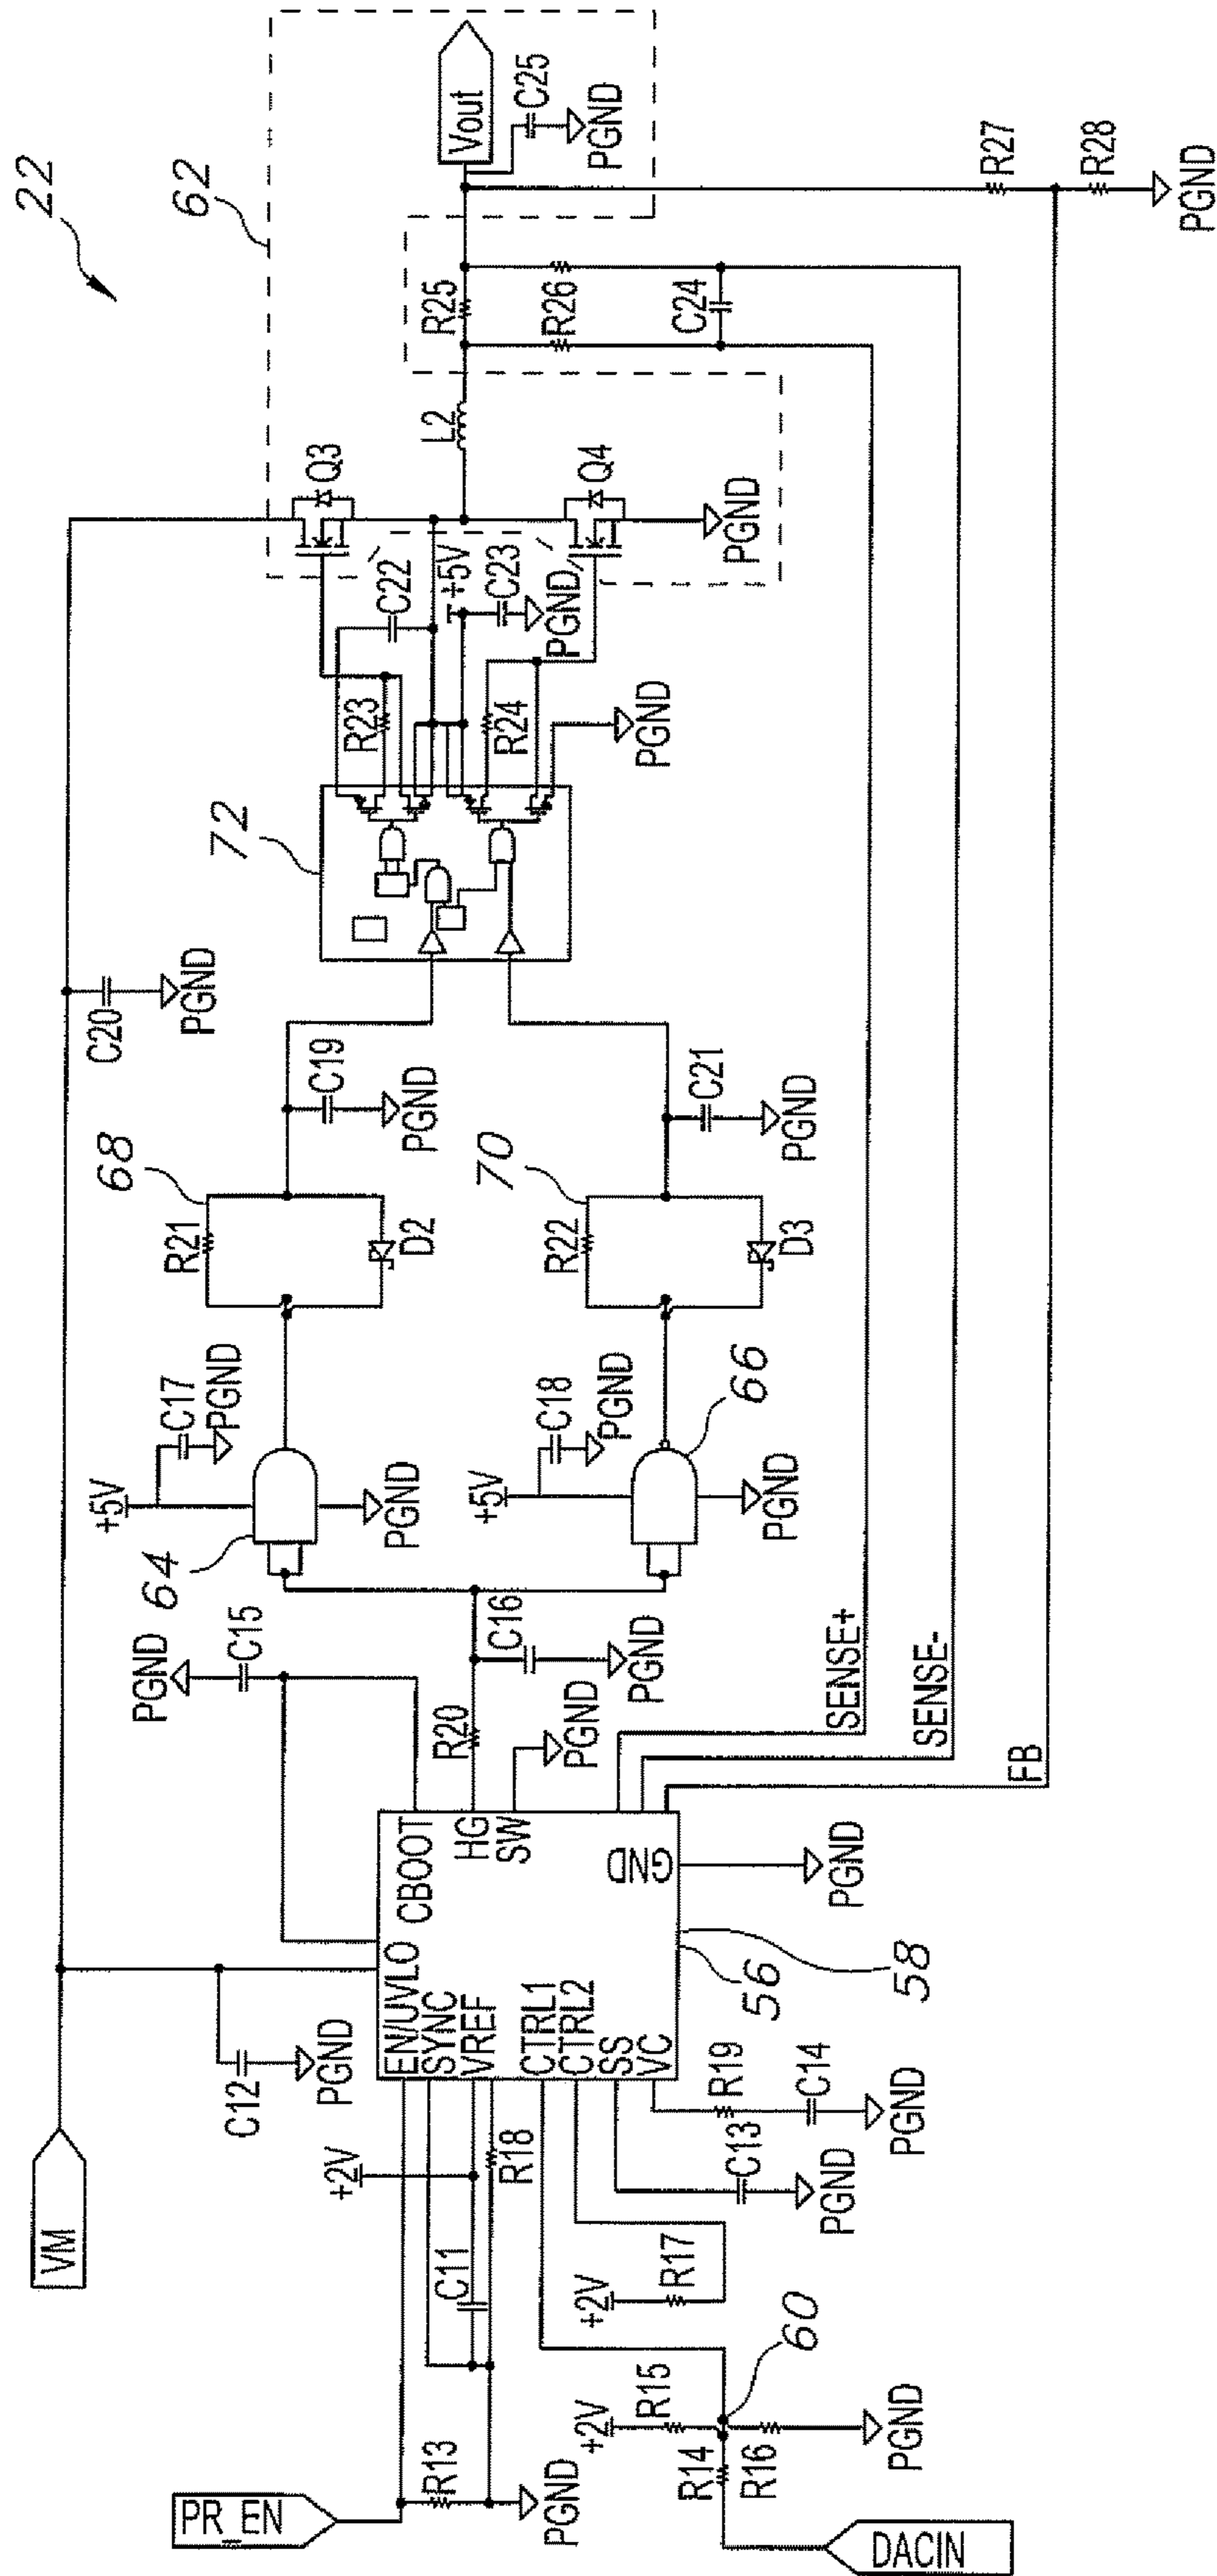 22
62
VM
VM
C12
PGND
PR_EN
R13
PGND
C11
+2V
R18
EN/UVLO
SYNC
VREF
CTRL1
CTRL2
SS
VC
CBOOT
HG
SW
GND
56
58
DACIN
R14
R15
+2V
R16
PGND
60
+2V
R17
C13
PGND
R19
C14
PGND
PGND
PGND
C15
R20
C16
PGND
PGND
SENSE+
SENSE-
FB
64
+5V
C17
PGND
PGND
66
+5V
C18
PGND
PGND
68
R21
D2
C19
PGND
70
R22
D3
C21
PGND
C20
PGND
72
R23
C22
R24
PGND
+5V
C23
PGND
Q3
Q4
PGND
L2
R25
R26
C24
Vout
C25
PGND
R27
R28
PGND